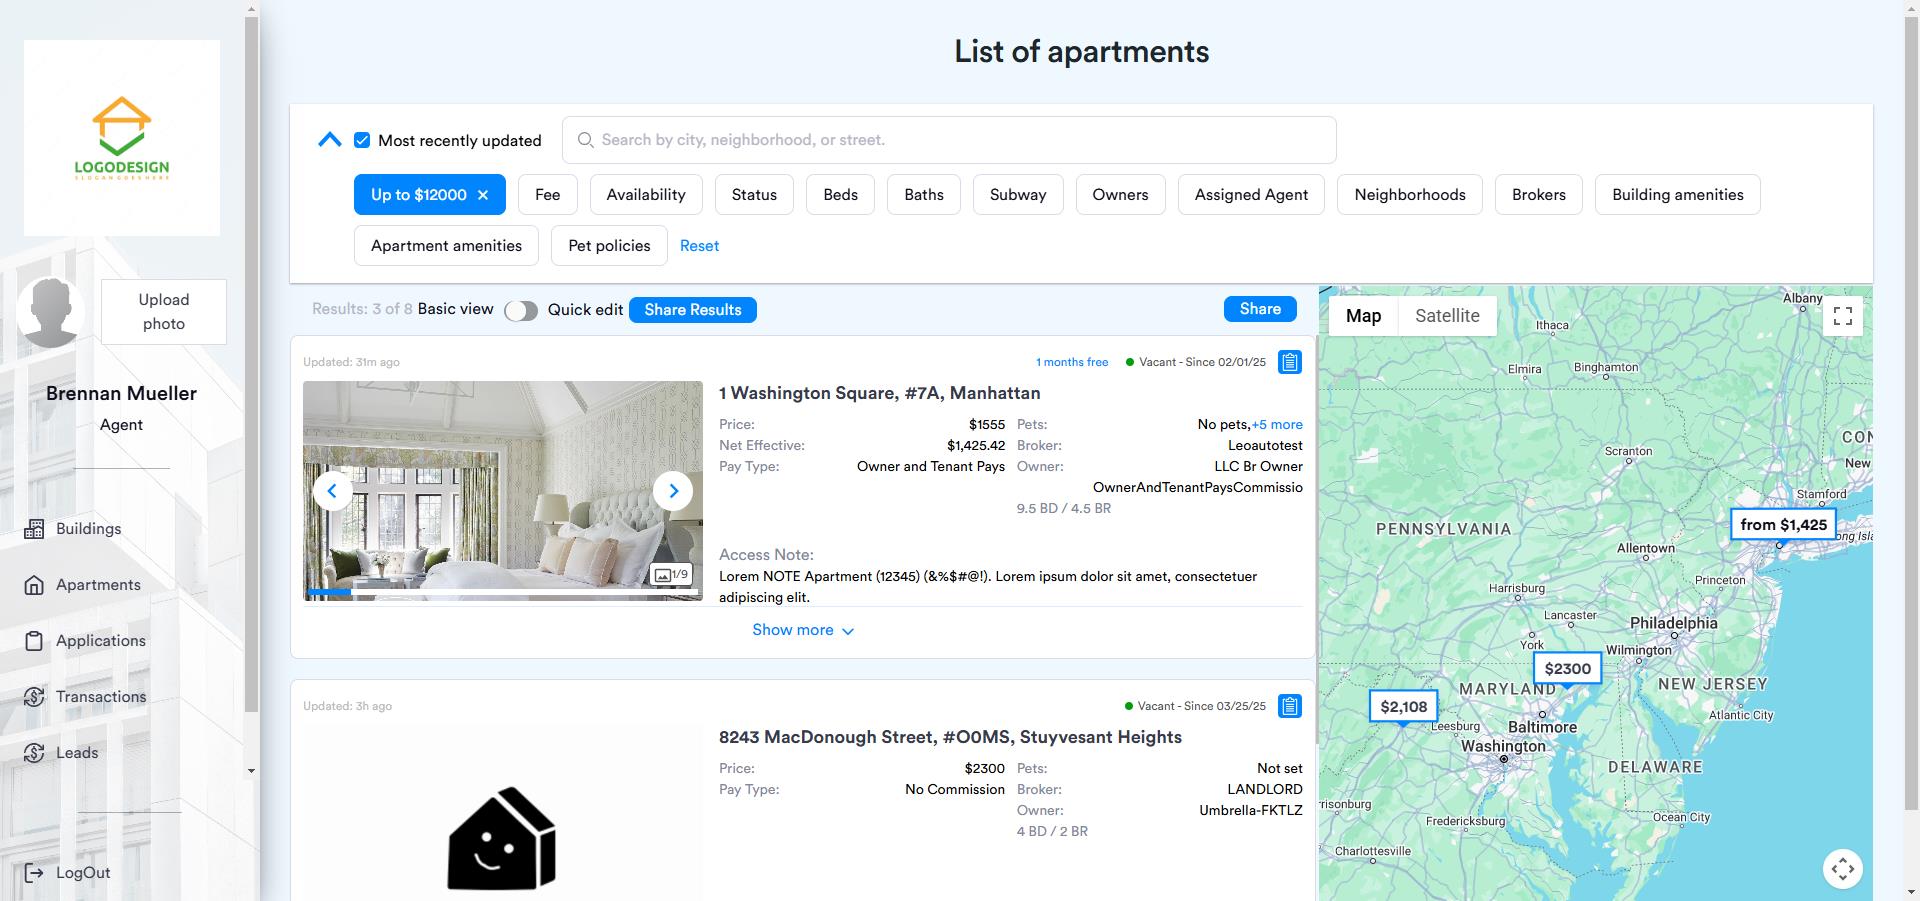 LOGODESIGN
SLOGANGOESHERE
Upload
photo
Brennan Mueller
Agent
Buildings
Apartments
Applications
Transactions
Leads
LogOut
List of apartments
Most recently updated
Search by city, neighborhood, or street.
Up to $12000 ×
Fee
Availability
Status
Beds
Baths
Subway
Owners
Assigned Agent
Neighborhoods
Brokers
Building amenities
Apartment amenities
Pet policies
Reset
Results: 3 of 8 Basic view
Quick edit
Share Results
Share
Updated: 31m ago
1 months free
Vacant - Since 02/01/25
1/9
1 Washington Square, #7A, Manhattan
Price: $1555
Net Effective: $1,425.42
Pay Type: Owner and Tenant Pays
Pets: No pets,+5 more
Broker: Leoautotest
Owner: LLC Br Owner
OwnerAndTenantPaysCommissio
9.5 BD / 4.5 BR
Access Note:
Lorem NOTE Apartment (12345) (&%$#@!). Lorem ipsum dolor sit amet, consectetuer
adipiscing elit.
Show more
Updated: 3h ago
Vacant - Since 03/25/25
8243 MacDonough Street, #O0MS, Stuyvesant Heights
Price: $2300
Pay Type: No Commission
Pets: Not set
Broker: LANDLORD
Owner: Umbrella-FKTLZ
4 BD / 2 BR
Map
Satellite
Albany
Ithaca
Elmira
Binghamton
CON
New
Scranton
Stamford
from $1,425
ong Isla
PENNSYLVANIA
Allentown
Princeton
Harrisburg
Lancaster
Philadelphia
York
Wilmington
$2300
MARYLAND
NEW JERSEY
$2,108
Atlantic City
Leesburg
Baltimore
Washington
DELAWARE
rrisonburg
Fredericksburg
Ocean City
Charlottesville